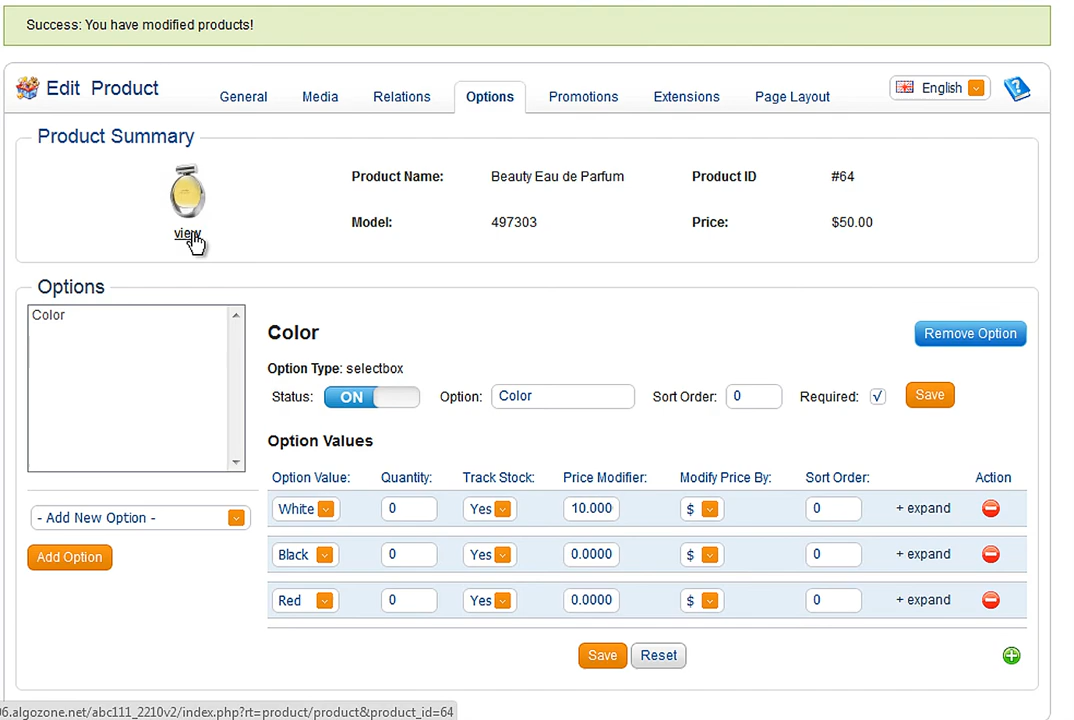 Success: You have modified products!
Edit Product
General Media Relations Options Promotions Extensions Page Layout
English
Product Summary
Product Name: Beauty Eau de Parfum Product ID #64
view
Model: 497303 Price: $50.00
Options
Color
Color
Remove Option
Option Type: selectbox
Status: ON Option: Color Sort Order: 0 Required: Save
Option Values
Option Value: Quantity: Track Stock: Price Modifier: Modify Price By: Sort Order: Action
White 0 Yes 10.000 $ 0 + expand
- Add New Option -
Black 0 Yes 0.0000 $ 0 + expand
Add Option
Red 0 Yes 0.0000 $ 0 + expand
Save Reset
06.algozone.net/abc111_2210v2/index.php?rt=product/product&product_id=64